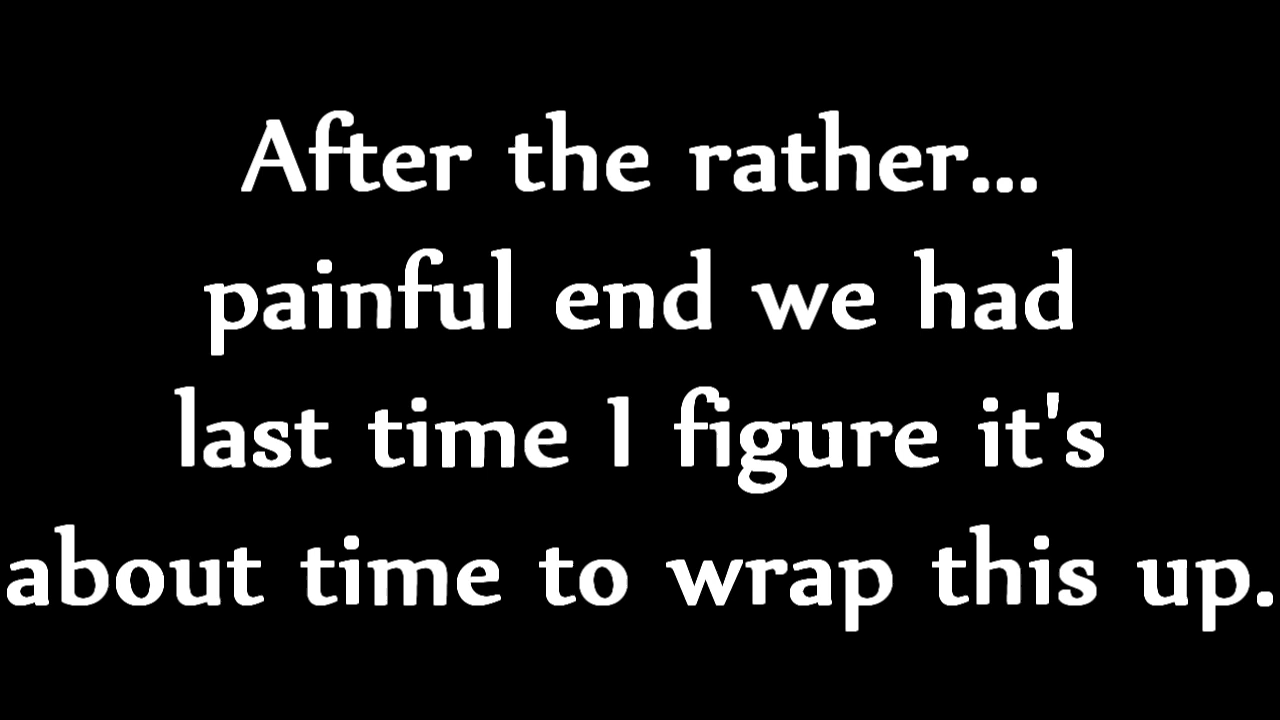 After the rather...
painful end we had
last time I figure it's
about time to wrap this up.